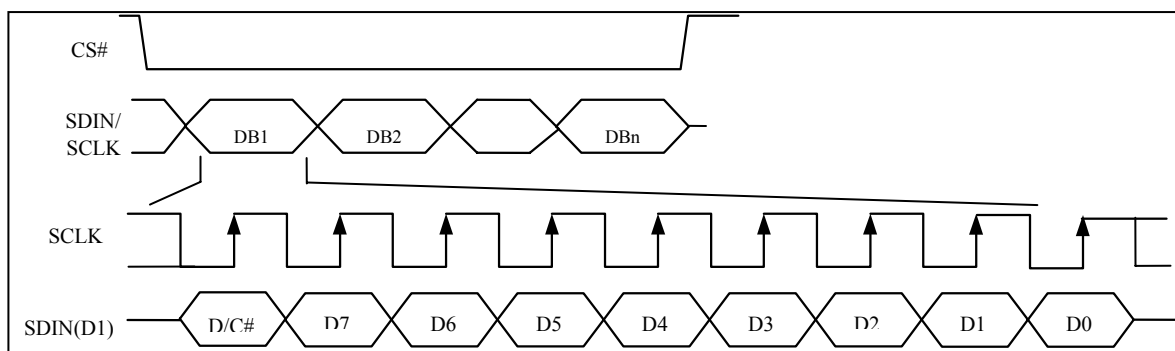 CS#
SDIN/
SCLK
DB1 DB2 DBn
SCLK
SDIN(D1) D/C# D7 D6 D5 D4 D3 D2 D1 D0